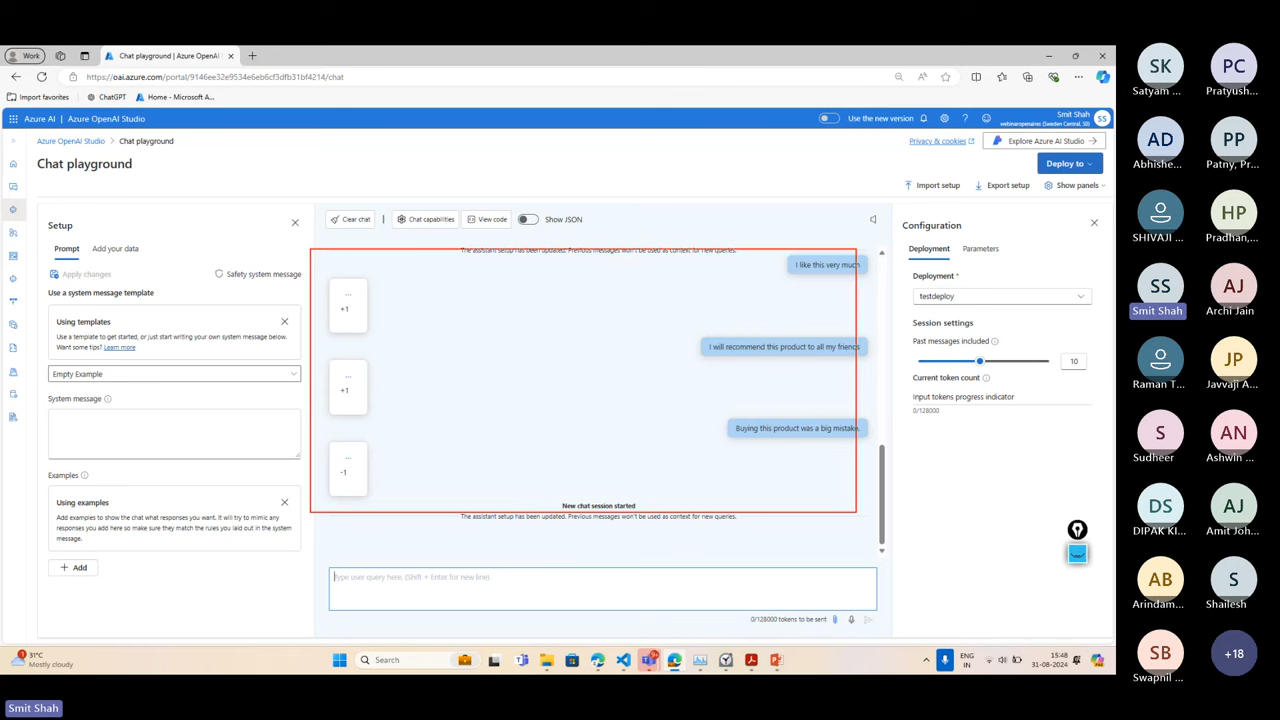 Work
Chat playground | Azure OpenAI
https://oai.azure.com/portal/9146ee32e9534e6eb6cf3dfb31bf4214/chat
Import favorites
ChatGPT
Home - Microsoft A...
Azure AI | Azure OpenAI Studio
Use the new version
Smit Shah
webinaropenaires (Sweden Central, S0)
SS
Azure OpenAI Studio > Chat playground
Privacy & cookies
Explore Azure AI Studio
Chat playground
Deploy to
Import setup
Export setup
Show panels
Setup
Prompt
Add your data
Apply changes
Safety system message
Use a system message template
Using templates
Use a template to get started, or just start writing your own system message below.
Want some tips? Learn more
Empty Example
System message
Examples
Using examples
Add examples to show the chat what responses you want. It will try to mimic any
responses you add here so make sure they match the rules you laid out in the system
message.
Add
Clear chat
Chat capabilities
View code
Show JSON
The assistant setup has been updated. Previous messages won't be used as context for new queries.
I like this very much
...
+1
I will recommend this product to all my friends
...
+1
Buying this product was a big mistake.
...
-1
New chat session started
The assistant setup has been updated. Previous messages won't be used as context for new queries.
Type user query here. (Shift + Enter for new line)
0/128000 tokens to be sent
Configuration
Deployment
Parameters
Deployment *
testdeploy
Session settings
Past messages included
10
Current token count
Input tokens progress indicator
0/128000
31°C
Mostly cloudy
Search
ENG
IN
15:48
31-08-2024
SK
Satyam ...
PC
Pratyush...
AD
Abhishe...
PP
Patny, Pr...
SHIVAJI ...
HP
Pradhan,...
SS
Smit Shah
AJ
Archi Jain
Raman T...
JP
Javvaji A...
S
Sudheer
AN
Ashwin ...
DS
DIPAK KI...
AJ
Amit Joh...
AB
Arindam...
S
Shailesh
SB
Swapnil ...
+18
Smit Shah